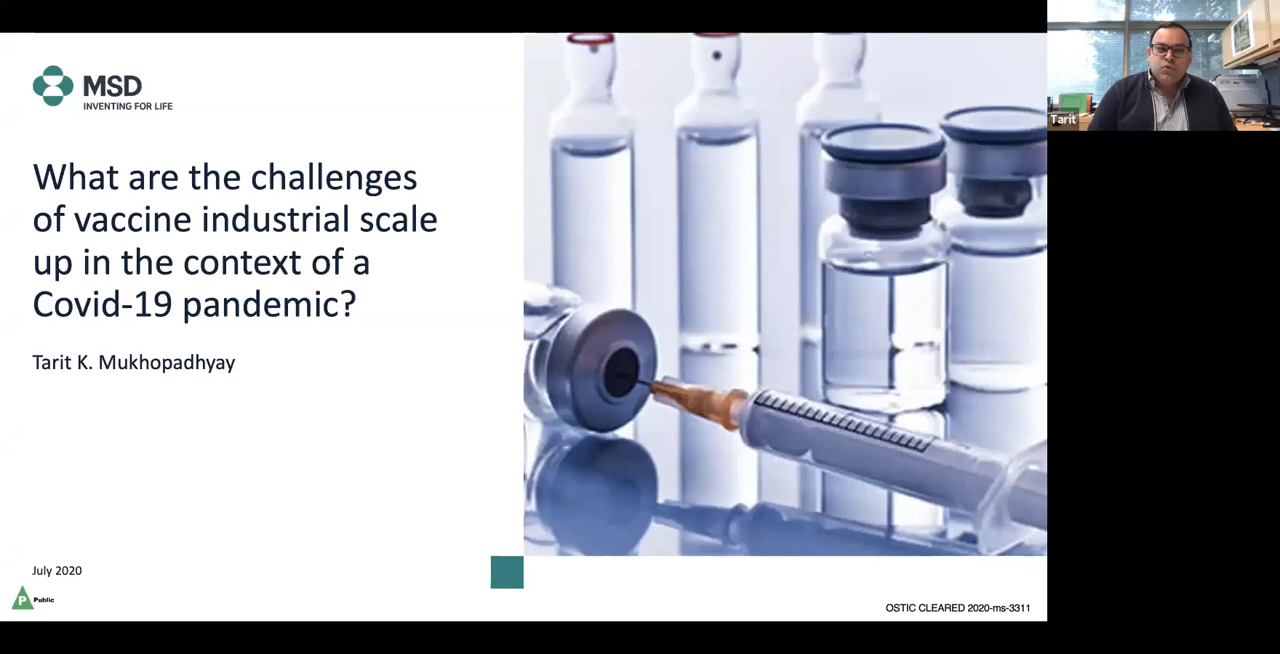 MSD
INVENTING FOR LIFE
What are the challenges
of vaccine industrial scale
up in the context of a
Covid-19 pandemic?
Tarit K. Mukhopadhyay
July 2020
P Public
OSTIC CLEARED 2020-ms-3311
Tarit